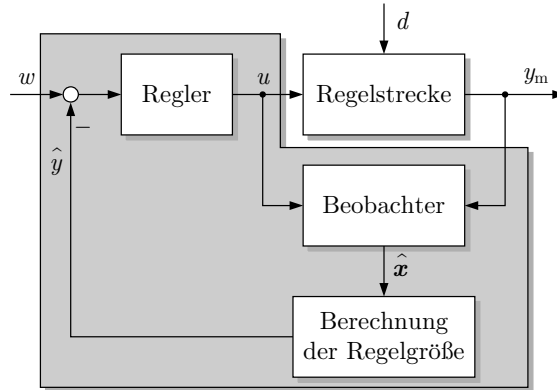 d
w
Regler
u
Regelstrecke
y_m
−
ŷ
Beobachter
x̂
Berechnung
der Regelgröße